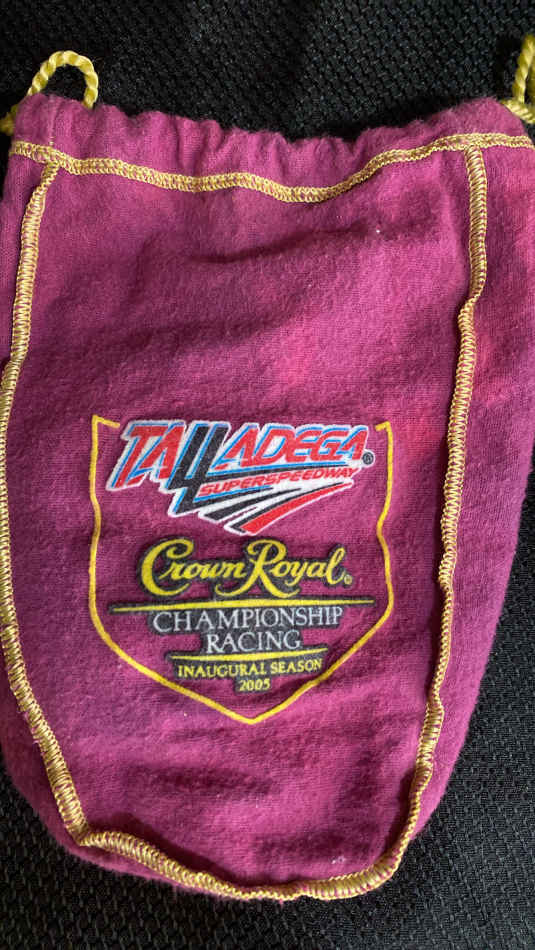 TALLADEGA®
SUPERSPEEDWAY
Crown Royal®
CHAMPIONSHIP
RACING
INAUGURAL SEASON
2005